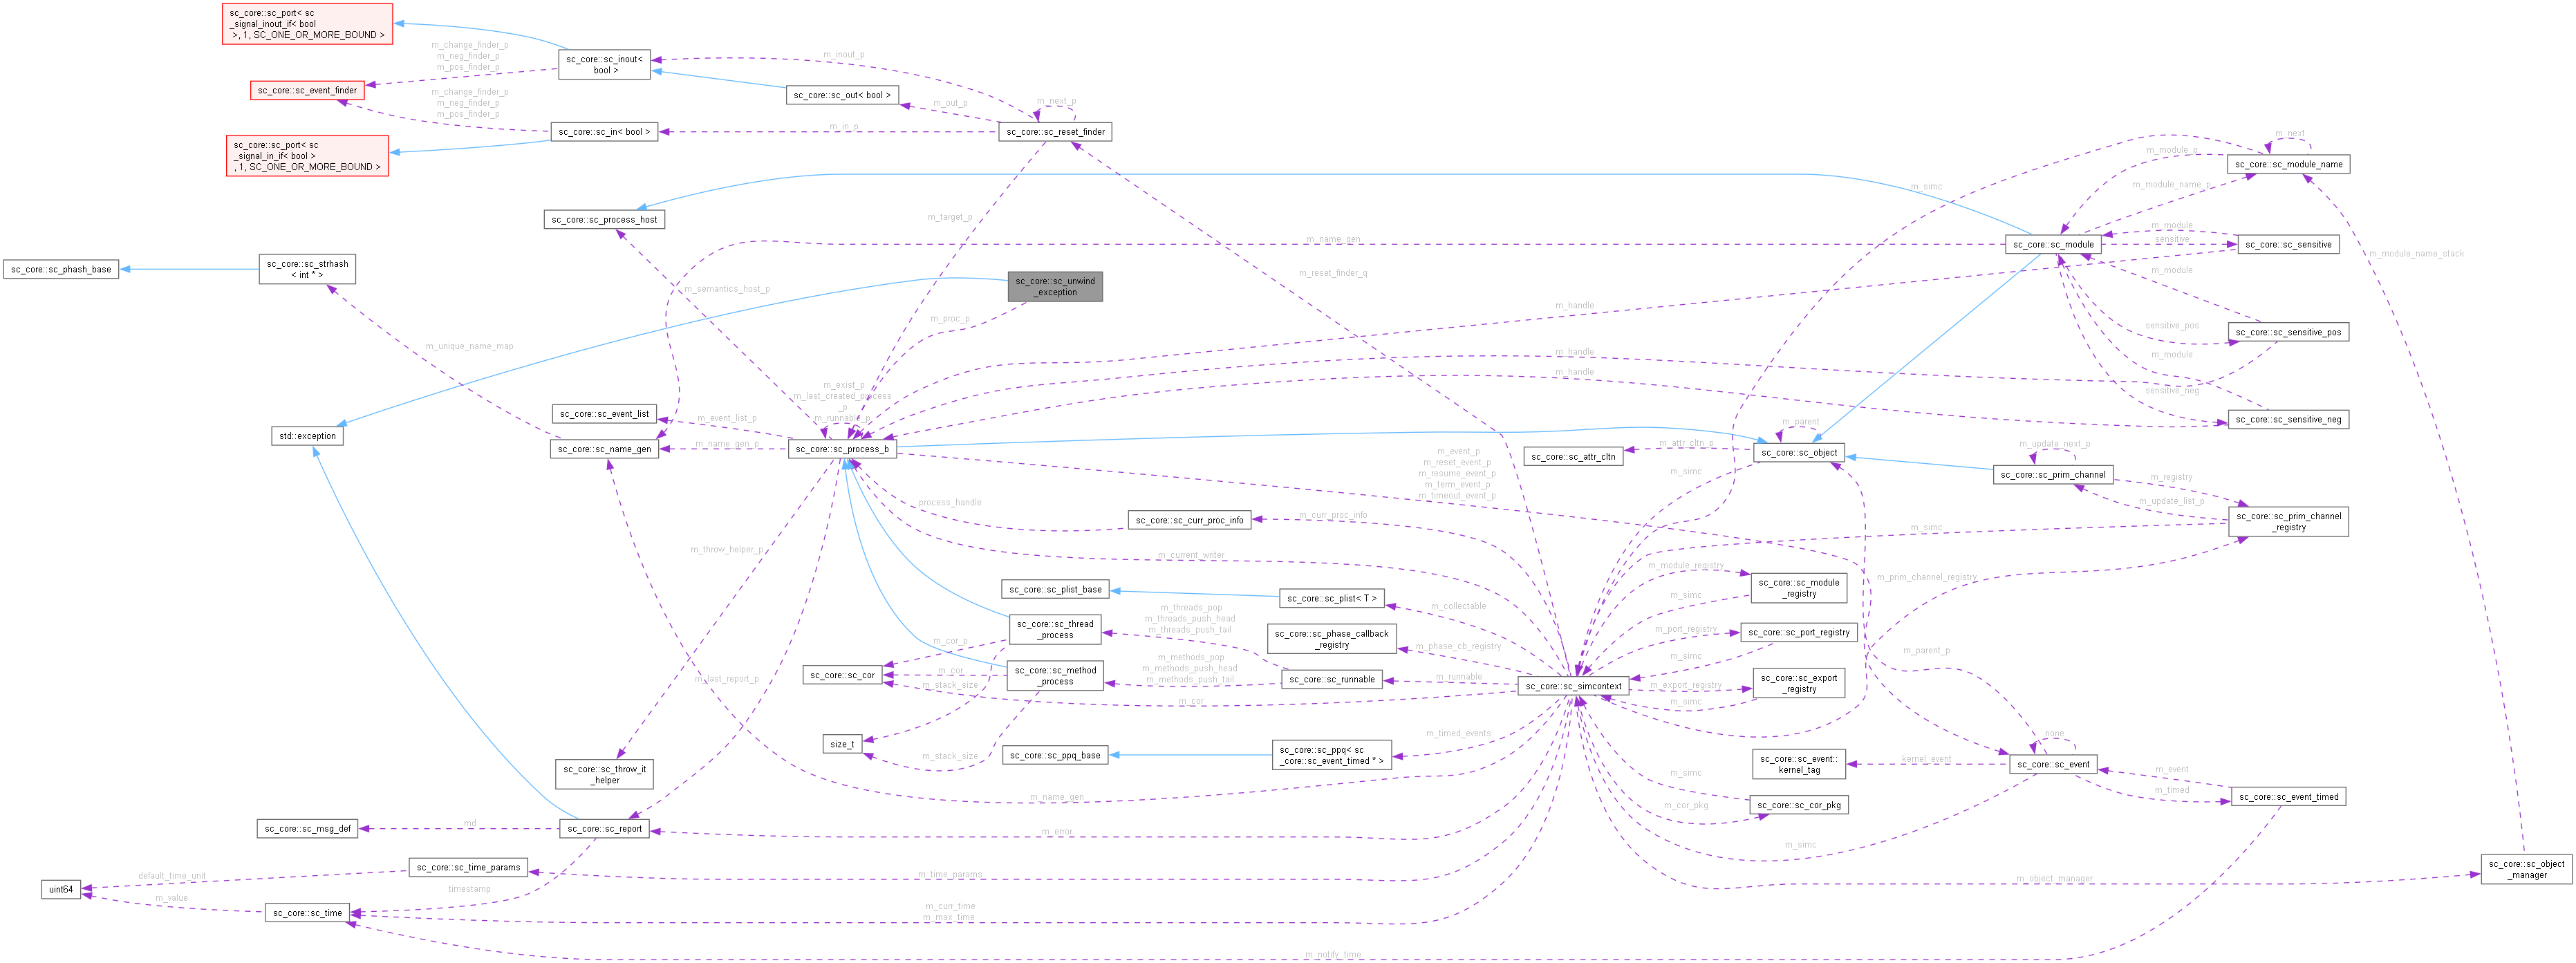 sc_core::sc_port< sc
_signal_inout_if< bool
>, 1, SC_ONE_OR_MORE_BOUND >
m_change_finder_p
m_neg_finder_p
m_pos_finder_p
sc_core::sc_inout<
bool >
m_inout_p
sc_core::sc_event_finder
m_change_finder_p
m_neg_finder_p
m_pos_finder_p
sc_core::sc_out< bool >
m_out_p
m_next_p
sc_core::sc_in< bool >
m_in_p
sc_core::sc_reset_finder
sc_core::sc_port< sc
_signal_in_if< bool >
, 1, SC_ONE_OR_MORE_BOUND >
m_next
m_module_p
sc_core::sc_module_name
m_simc
m_module_name_p
sc_core::sc_process_host
m_target_p
m_module
m_name_gen
sc_core::sc_module
sensitive
sc_core::sc_sensitive
m_module_name_stack
sc_core::sc_phash_base
sc_core::sc_strhash
< int * >
m_reset_finder_q
m_module
m_semantics_host_p
sc_core::sc_unwind
_exception
m_handle
m_proc_p
sensitive_pos
sc_core::sc_sensitive_pos
m_unique_name_map
m_handle
m_module
m_exist_p
m_last_created_process
_p
m_runnable_p
m_handle
sensitive_neg
sc_core::sc_event_list
m_event_list_p
sc_core::sc_sensitive_neg
m_parent
std::exception
sc_core::sc_name_gen
m_name_gen_p
sc_core::sc_process_b
m_event_p
m_reset_event_p
m_resume_event_p
m_term_event_p
m_timeout_event_p
sc_core::sc_attr_cltn
m_attr_cltn_p
sc_core::sc_object
m_update_next_p
m_simc
sc_core::sc_prim_channel
m_registry
process_handle
m_update_list_p
sc_core::sc_curr_proc_info
m_curr_proc_info
m_simc
sc_core::sc_prim_channel
_registry
m_throw_helper_p
m_current_writer
m_module_registry
m_prim_channel_registry
sc_core::sc_plist_base
sc_core::sc_plist< T >
m_collectable
m_simc
sc_core::sc_module
_registry
m_threads_pop
m_threads_push_head
m_threads_push_tail
sc_core::sc_thread
_process
m_cor_p
sc_core::sc_phase_callback
_registry
m_phase_cb_registry
m_port_registry
sc_core::sc_port_registry
m_simc
m_parent_p
m_last_report_p
sc_core::sc_cor
m_cor
m_stack_size
sc_core::sc_method
_process
m_methods_pop
m_methods_push_head
m_methods_push_tail
sc_core::sc_runnable
m_runnable
sc_core::sc_simcontext
m_export_registry
m_simc
sc_core::sc_export
_registry
m_cor
size_t
m_stack_size
sc_core::sc_ppq_base
sc_core::sc_ppq< sc
_core::sc_event_timed * >
m_timed_events
none
sc_core::sc_event::
kernel_tag
kernel_event
sc_core::sc_event
sc_core::sc_throw_it
_helper
m_simc
m_event
m_timed
sc_core::sc_event_timed
m_name_gen
m_cor_pkg
sc_core::sc_cor_pkg
sc_core::sc_msg_def
md
sc_core::sc_report
m_error
m_simc
sc_core::sc_time_params
default_time_unit
m_time_params
m_object_manager
sc_core::sc_object
_manager
uint64
m_value
timestamp
sc_core::sc_time
m_curr_time
m_max_time
m_notify_time